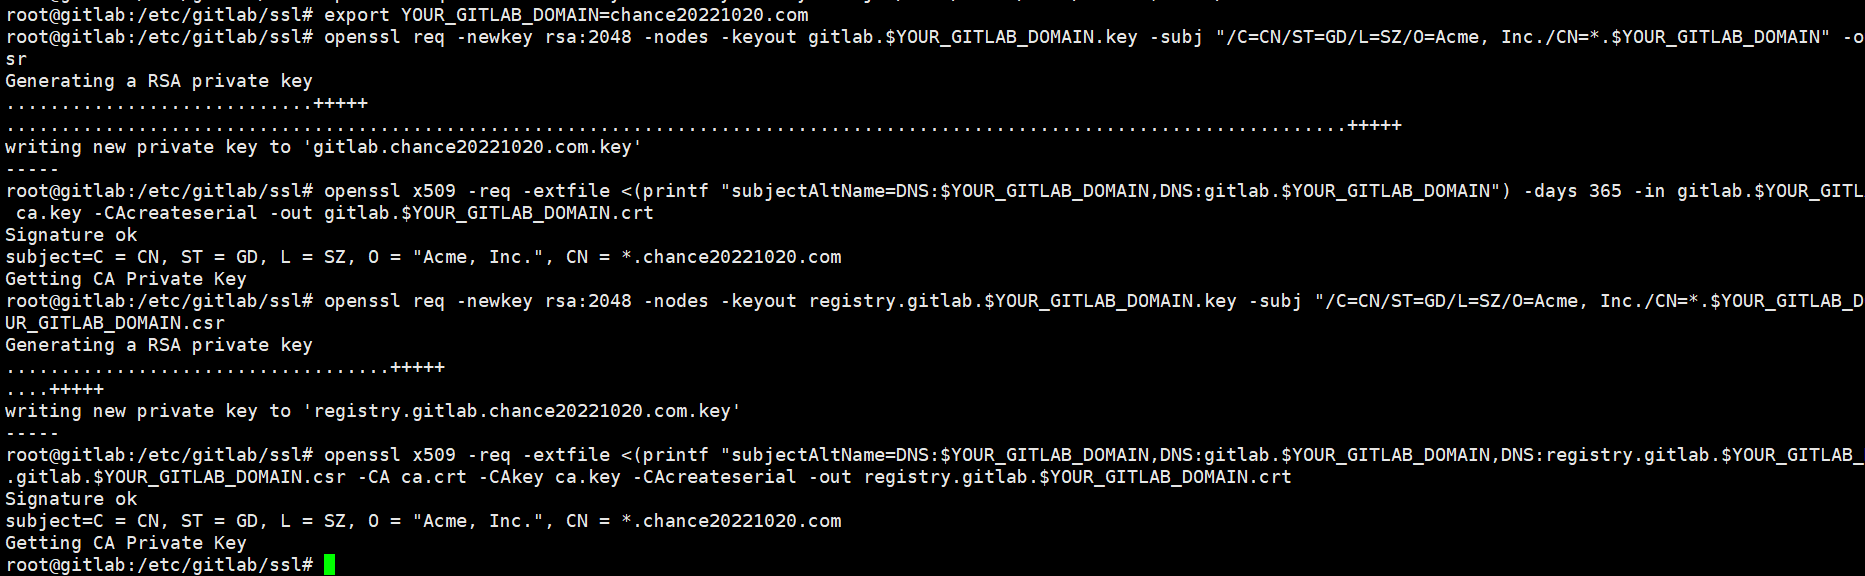 root@gitlab:/etc/gitlab/ssl# export YOUR_GITLAB_DOMAIN=chance20221020.com
root@gitlab:/etc/gitlab/ssl# openssl req -newkey rsa:2048 -nodes -keyout gitlab.$YOUR_GITLAB_DOMAIN.key -subj "/C=CN/ST=GD/L=SZ/O=Acme, Inc./CN=*.$YOUR_GITLAB_DOMAIN" -o
sr
Generating a RSA private key
............................+++++
..........................................................................................................................+++++
writing new private key to 'gitlab.chance20221020.com.key'
-----
root@gitlab:/etc/gitlab/ssl# openssl x509 -req -extfile <(printf "subjectAltName=DNS:$YOUR_GITLAB_DOMAIN,DNS:gitlab.$YOUR_GITLAB_DOMAIN") -days 365 -in gitlab.$YOUR_GITL
ca.key -CAcreateserial -out gitlab.$YOUR_GITLAB_DOMAIN.crt
Signature ok
subject=C = CN, ST = GD, L = SZ, O = "Acme, Inc.", CN = *.chance20221020.com
Getting CA Private Key
root@gitlab:/etc/gitlab/ssl# openssl req -newkey rsa:2048 -nodes -keyout registry.gitlab.$YOUR_GITLAB_DOMAIN.key -subj "/C=CN/ST=GD/L=SZ/O=Acme, Inc./CN=*.$YOUR_GITLAB_D
UR_GITLAB_DOMAIN.csr
Generating a RSA private key
...................................+++++
....+++++
writing new private key to 'registry.gitlab.chance20221020.com.key'
-----
root@gitlab:/etc/gitlab/ssl# openssl x509 -req -extfile <(printf "subjectAltName=DNS:$YOUR_GITLAB_DOMAIN,DNS:gitlab.$YOUR_GITLAB_DOMAIN,DNS:registry.gitlab.$YOUR_GITLAB_
.gitlab.$YOUR_GITLAB_DOMAIN.csr -CA ca.crt -CAkey ca.key -CAcreateserial -out registry.gitlab.$YOUR_GITLAB_DOMAIN.crt
Signature ok
subject=C = CN, ST = GD, L = SZ, O = "Acme, Inc.", CN = *.chance20221020.com
Getting CA Private Key
root@gitlab:/etc/gitlab/ssl#